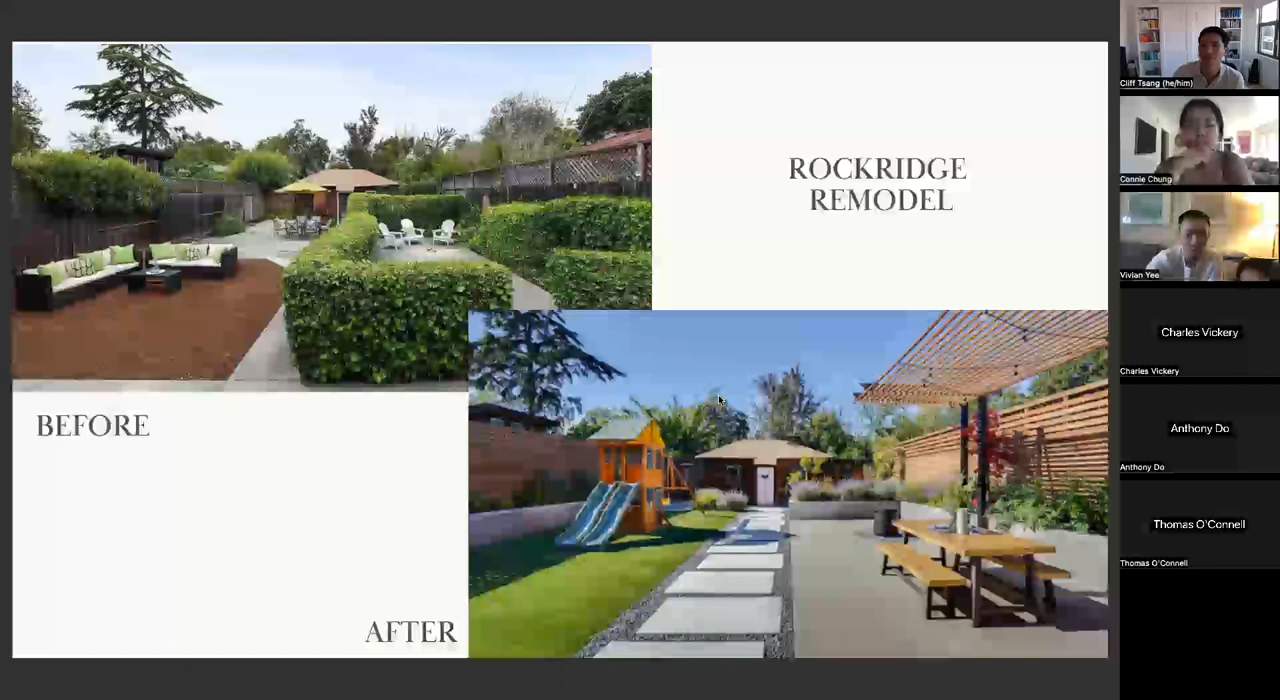 ROCKRIDGE
REMODEL
BEFORE
AFTER
Cliff Tsang (he/him)
Connie Chung
Vivian Yee
Charles Vickery
Charles Vickery
Anthony Do
Anthony Do
Thomas O'Connell
Thomas O'Connell